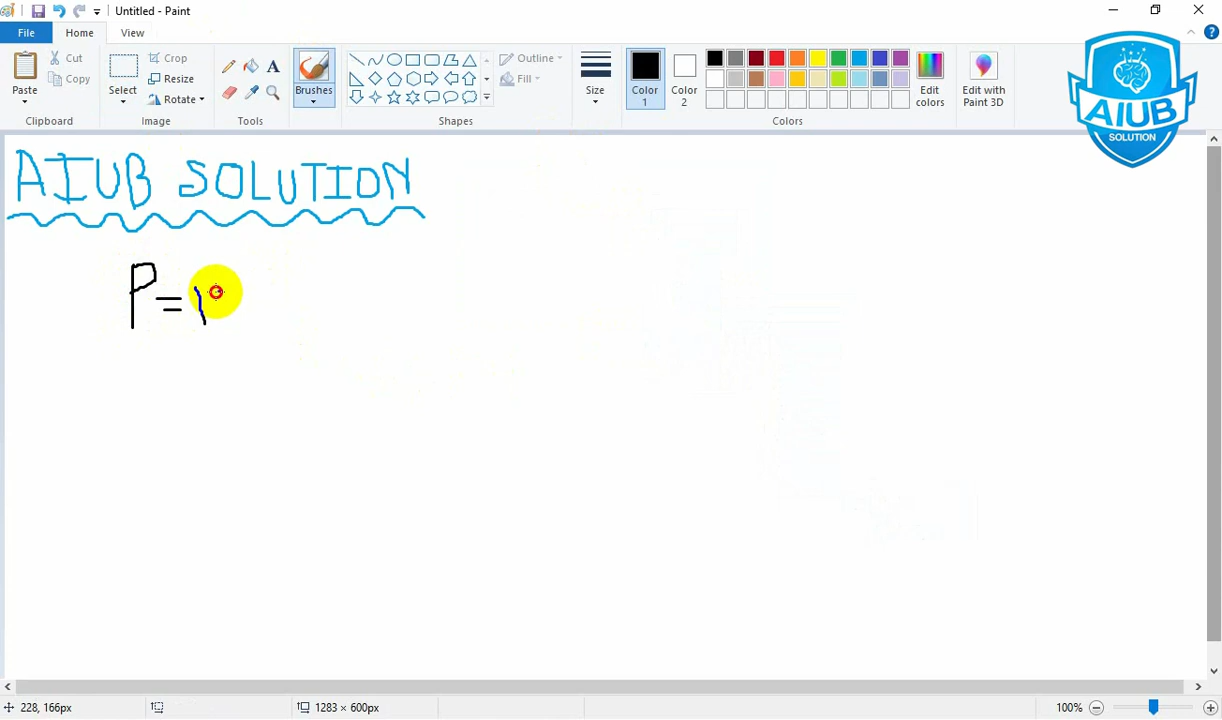 Untitled - Paint
File Home View
Paste
Cut
Copy
Clipboard
Select
Crop
Resize
Rotate
Image
Tools
Brushes
Shapes
Outline
Fill
Size
Color 1
Color 2
Colors
Edit colors
Edit with Paint 3D
AIUB
SOLUTION
AIUB SOLUTION
P=
228, 166px
1283 × 600px
100%